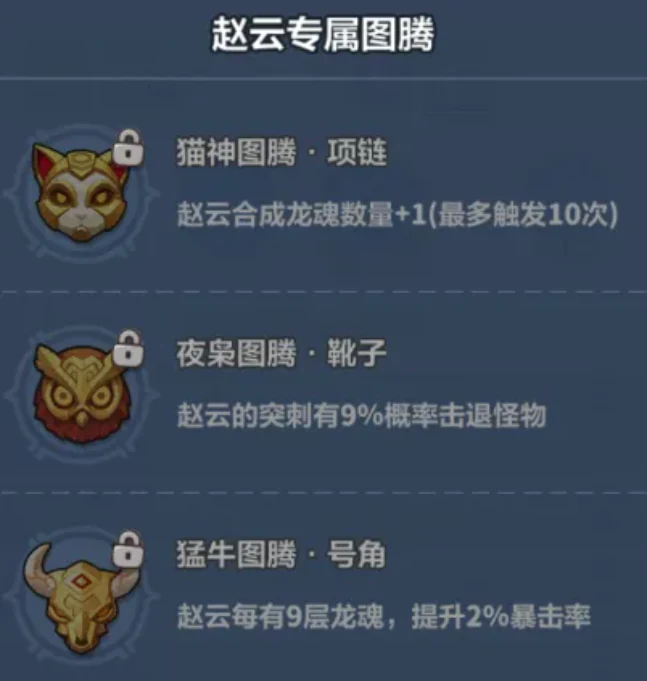 赵云专属图腾
猫神图腾·项链
赵云合成龙魂数量+1(最多触发10次)
夜枭图腾·靴子
赵云的突刺有9%概率击退怪物
猛牛图腾·号角
赵云每有9层龙魂，提升2%暴击率